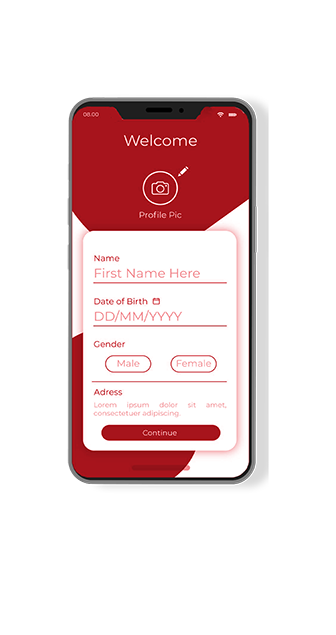 08.00
Welcome
Profile Pic
Name
First Name Here
Date of Birth
DD/MM/YYYY
Gender
Male Female
Adress
Lorem ipsum dolor sit amet,
consectetuer adipiscing.
Continue